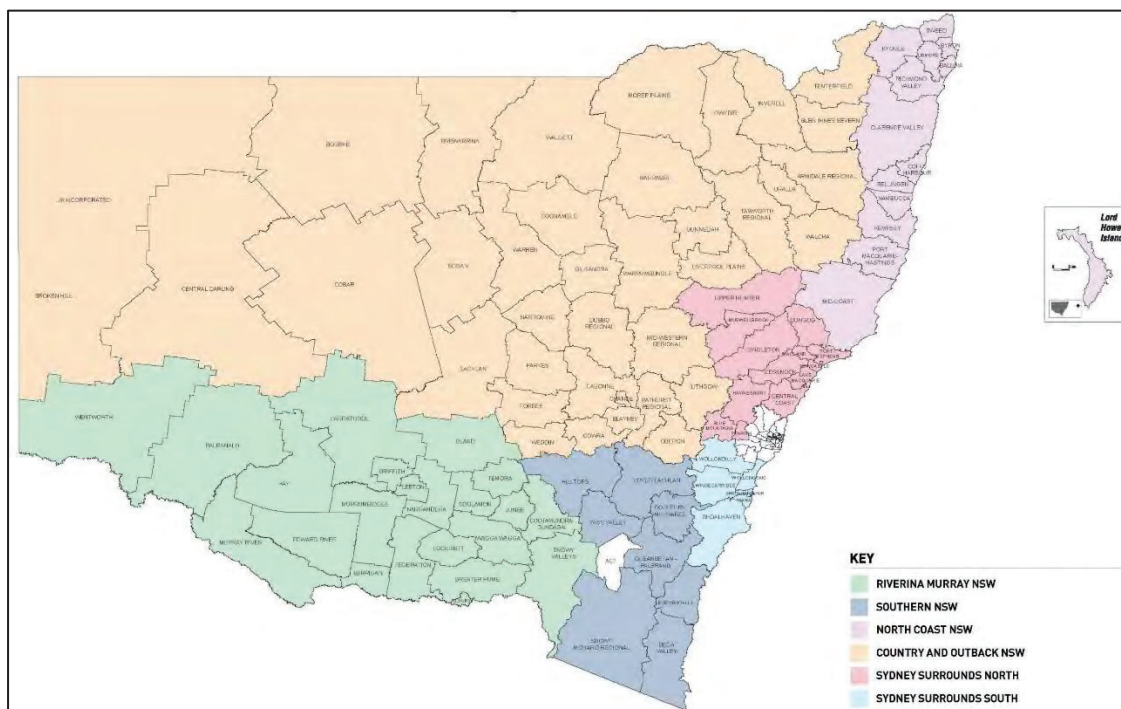 TWEED
KYOGLE
BYRON
BALLINA
RICHMOND
VALLEY
TENTERFIELD
MOREE PLAINS
INVERELL
GWYDIR
GLEN INNES SEVERN
CLARENCE VALLEY
BOURKE
BREWARRINA
WALGETT
NARRABRI
COFFS
HARBOUR
ARMIDALE REGIONAL
BELLINGEN
URALLA
NAMBUCCA
UNINCORPORATED
COONAMBLE
TAMWORTH
REGIONAL
GUNNEDAH
KEMPSEY
WALCHA
Lord
Howe
Island
WARREN
BOGAN
PORT
MACQUARIE-
HASTINGS
GILGANDRA
WARRUMBUNGLE
LIVERPOOL PLAINS
COBAR
CENTRAL DARLING
BROKEN HILL
UPPER HUNTER
MID-COAST
NARROMINE
DUBBO
REGIONAL
MUSWELLBROOK
DUNGOG
MID-WESTERN
REGIONAL
SINGLETON
MAITLAND
CESSNOCK
PARKES
LACHLAN
CABONNE
LITHGOW
HAWKESBURY
CENTRAL
COAST
FORBES
ORANGE
BATHURST
REGIONAL
BLAYNEY
BLUE
MOUNTAINS
WENTWORTH
CARRATHOOL
BLAND
WEDDIN
COWRA
OBERON
BALRANALD
WOLLONDILLY
HAY
GRIFFITH
LEETON
TEMORA
HILLTOPS
UPPER LACHLAN
WINGECARRIBEE
MURRUMBIDGEE
NARRANDERA
COOLAMON
JUNEE
SHOALHAVEN
COOTAMUNDRA
GUNDAGAI
YASS VALLEY
GOULBURN
MULWAREE
MURRAY RIVER
EDWARD RIVER
WAGGA WAGGA
LOCKHART
SNOWY
VALLEYS
ACT
QUEANBEYAN -
PALERANG
BERRIGAN
FEDERATION
GREATER HUME
EUROBODALLA
SNOWY
MONARO REGIONAL
BEGA
VALLEY
KEY
RIVERINA MURRAY NSW
SOUTHERN NSW
NORTH COAST NSW
COUNTRY AND OUTBACK NSW
SYDNEY SURROUNDS NORTH
SYDNEY SURROUNDS SOUTH